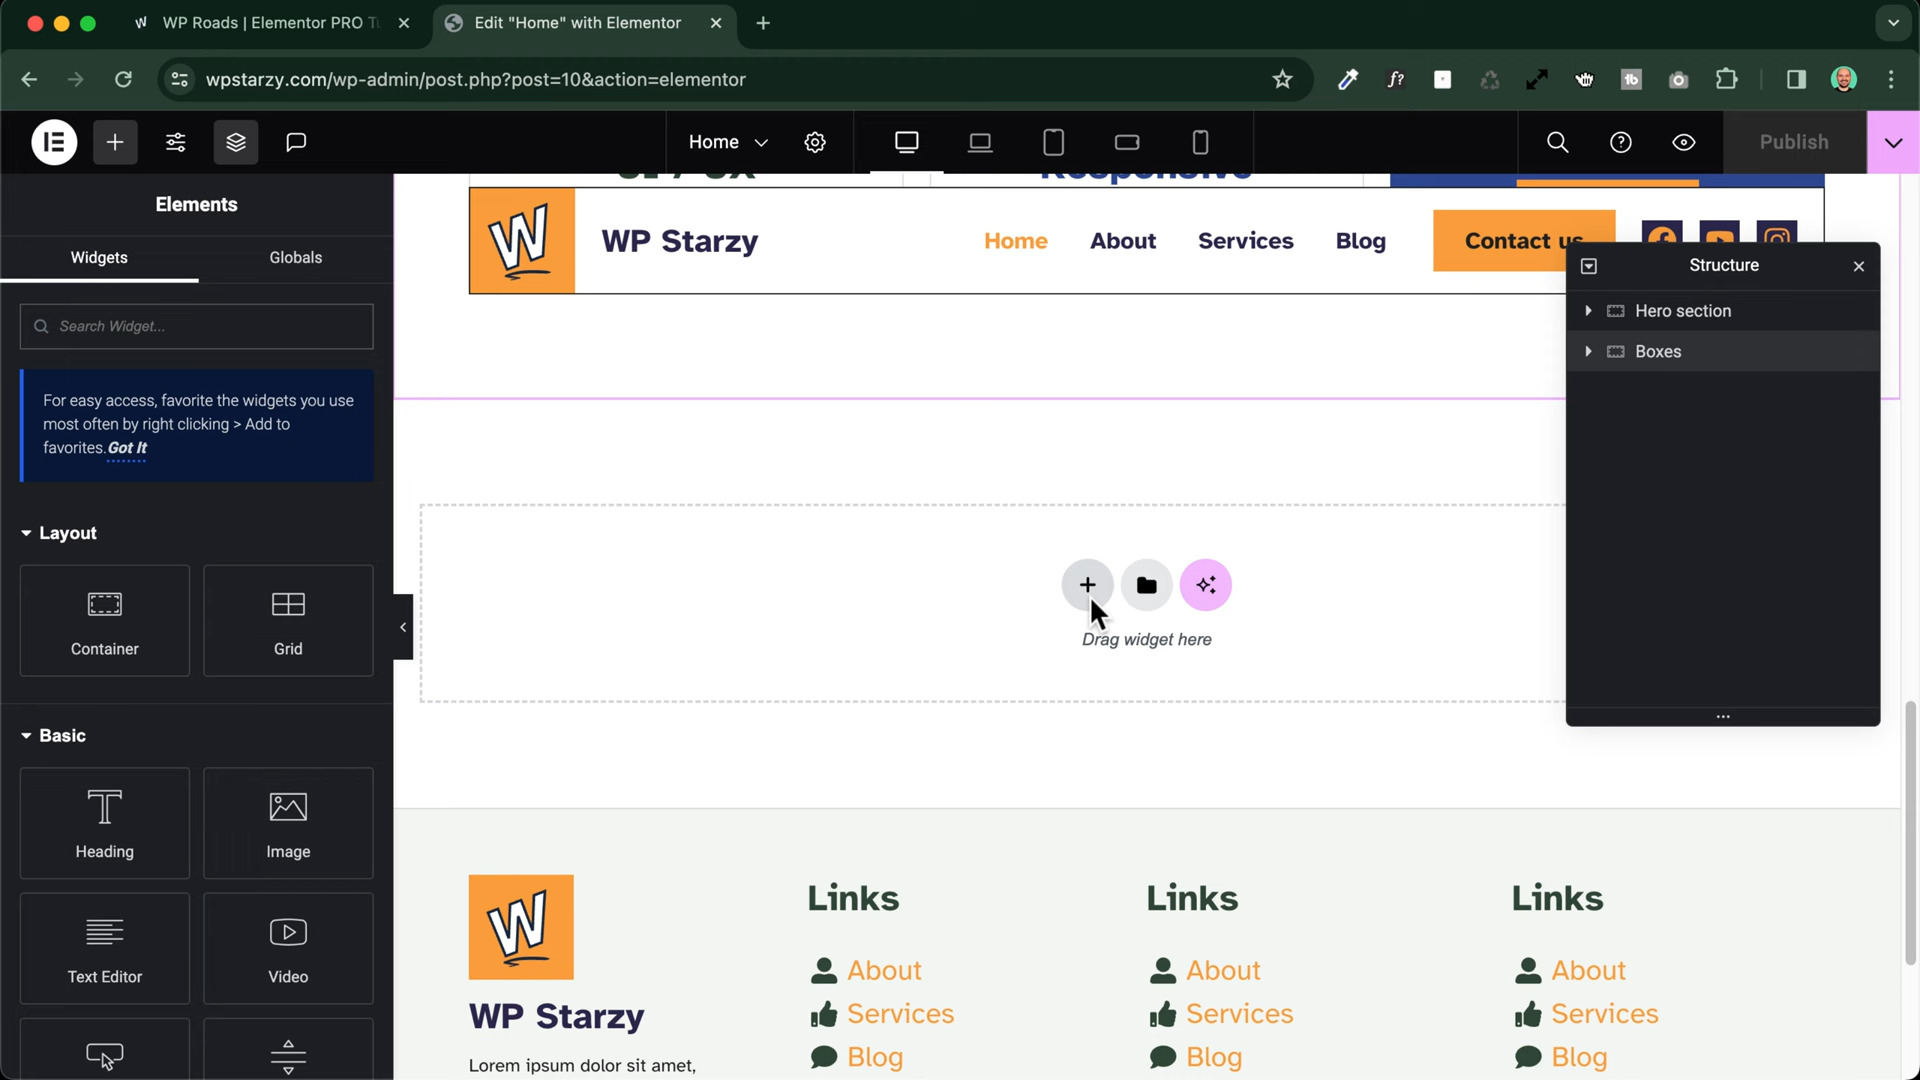 WP Roads | Elementor PRO T
Edit "Home" with Elementor
wpstarzy.com/wp-admin/post.php?post=10&action=elementor
Home
Publish
Elements
Widgets
Globals
Search Widget...
For easy access, favorite the widgets you use
most often by right clicking > Add to
favorites. Got It
Layout
Container
Grid
Basic
Heading
Image
Text Editor
Video
UI / UX
Responsive
W
WP Starzy
Home
About
Services
Blog
Contact us
Structure
Hero section
Boxes
Drag widget here
W
WP Starzy
Lorem ipsum dolor sit amet,
Links
About
Services
Blog
Links
About
Services
Blog
Links
About
Services
Blog